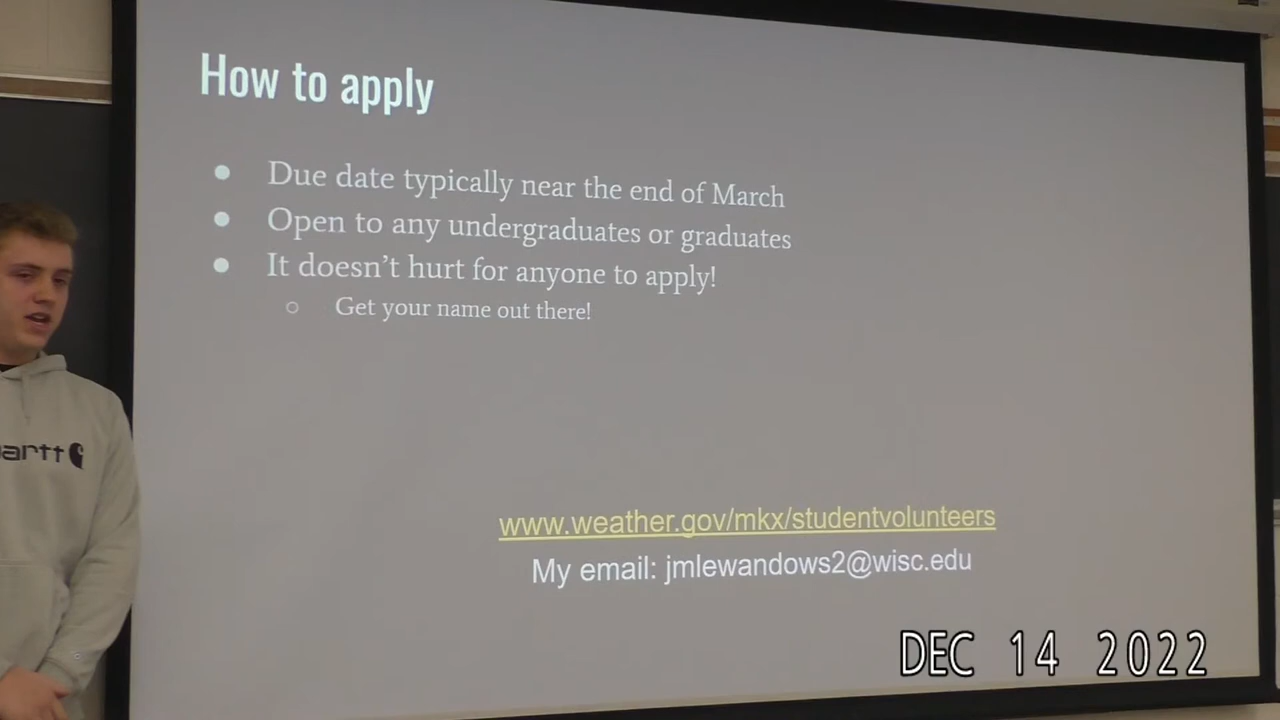 How to apply
● Due date typically near the end of March
● Open to any undergraduates or graduates
● It doesn't hurt for anyone to apply!
○ Get your name out there!
www.weather.gov/mkx/studentvolunteers
My email: jmlewandows2@wisc.edu
artt
DEC 14 2022